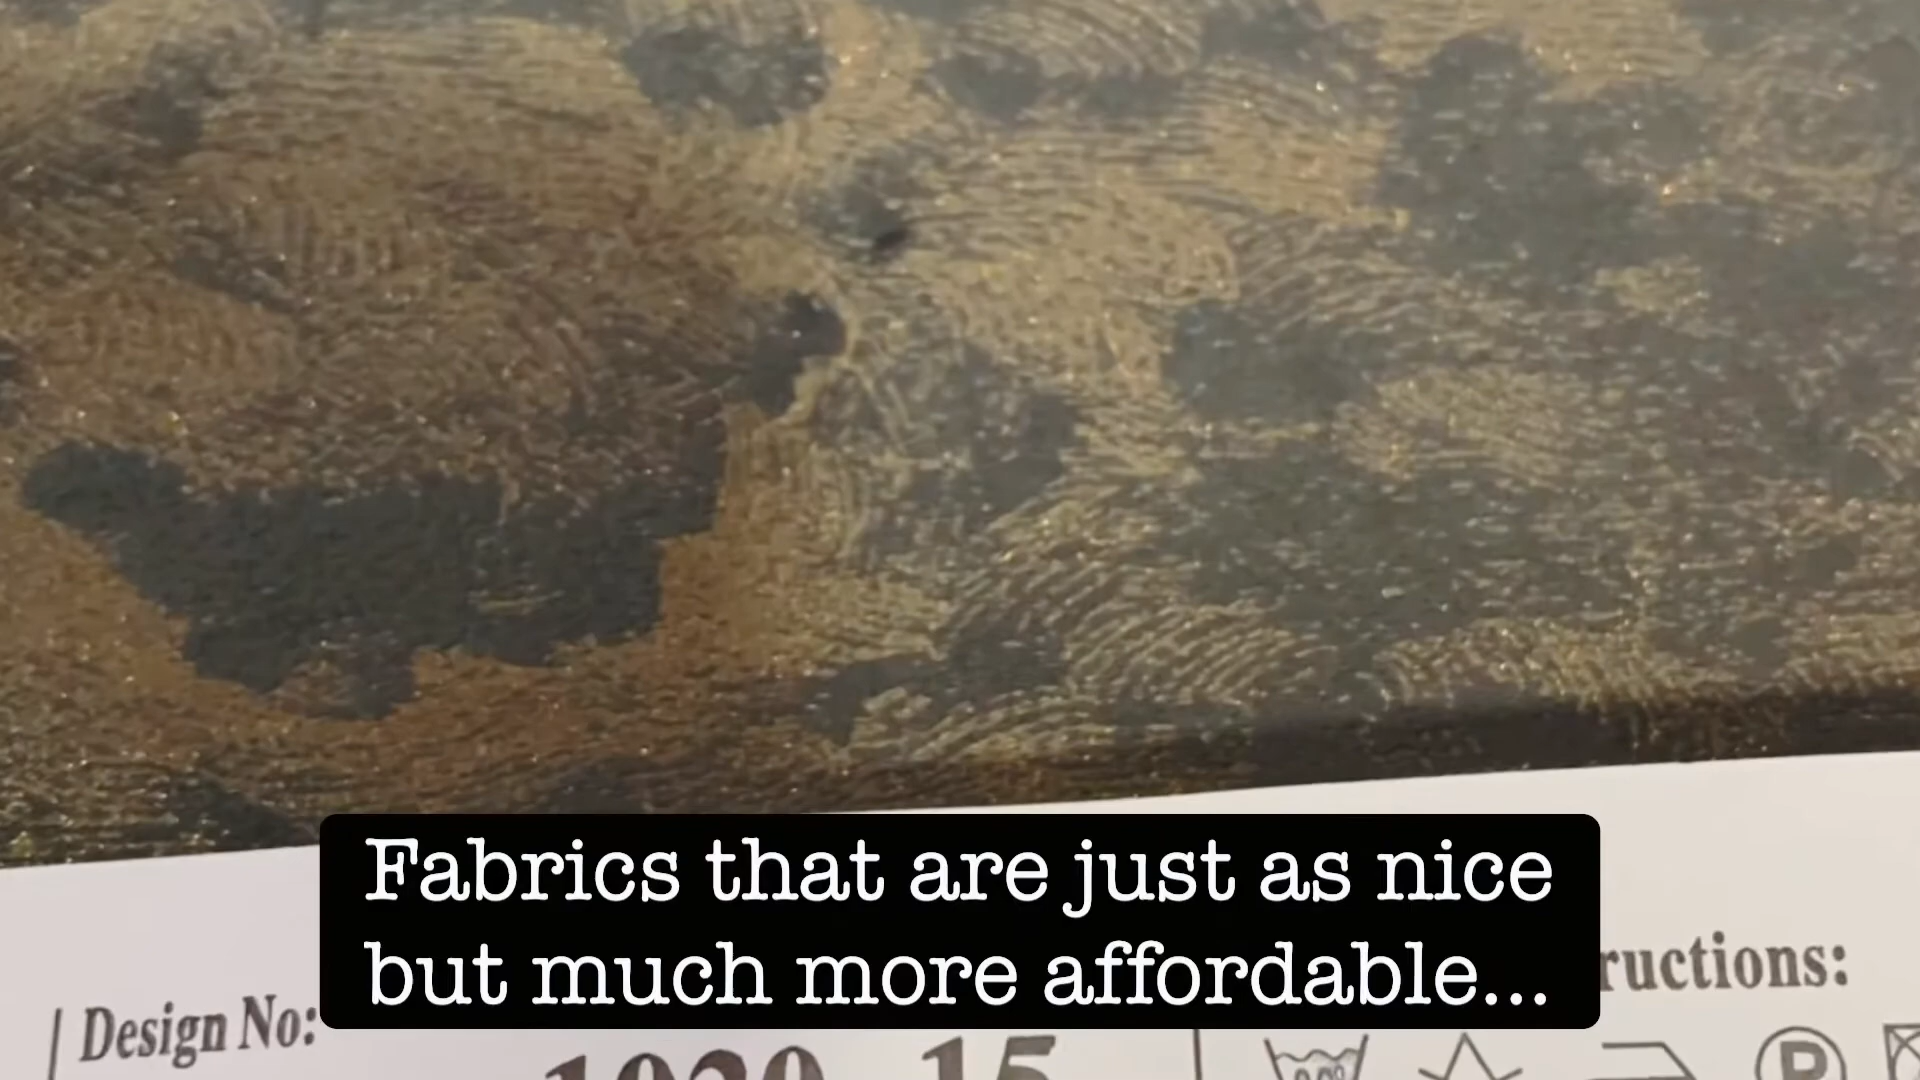 Fabrics that are just as nice
but much more affordable...
ructions:
Design No: